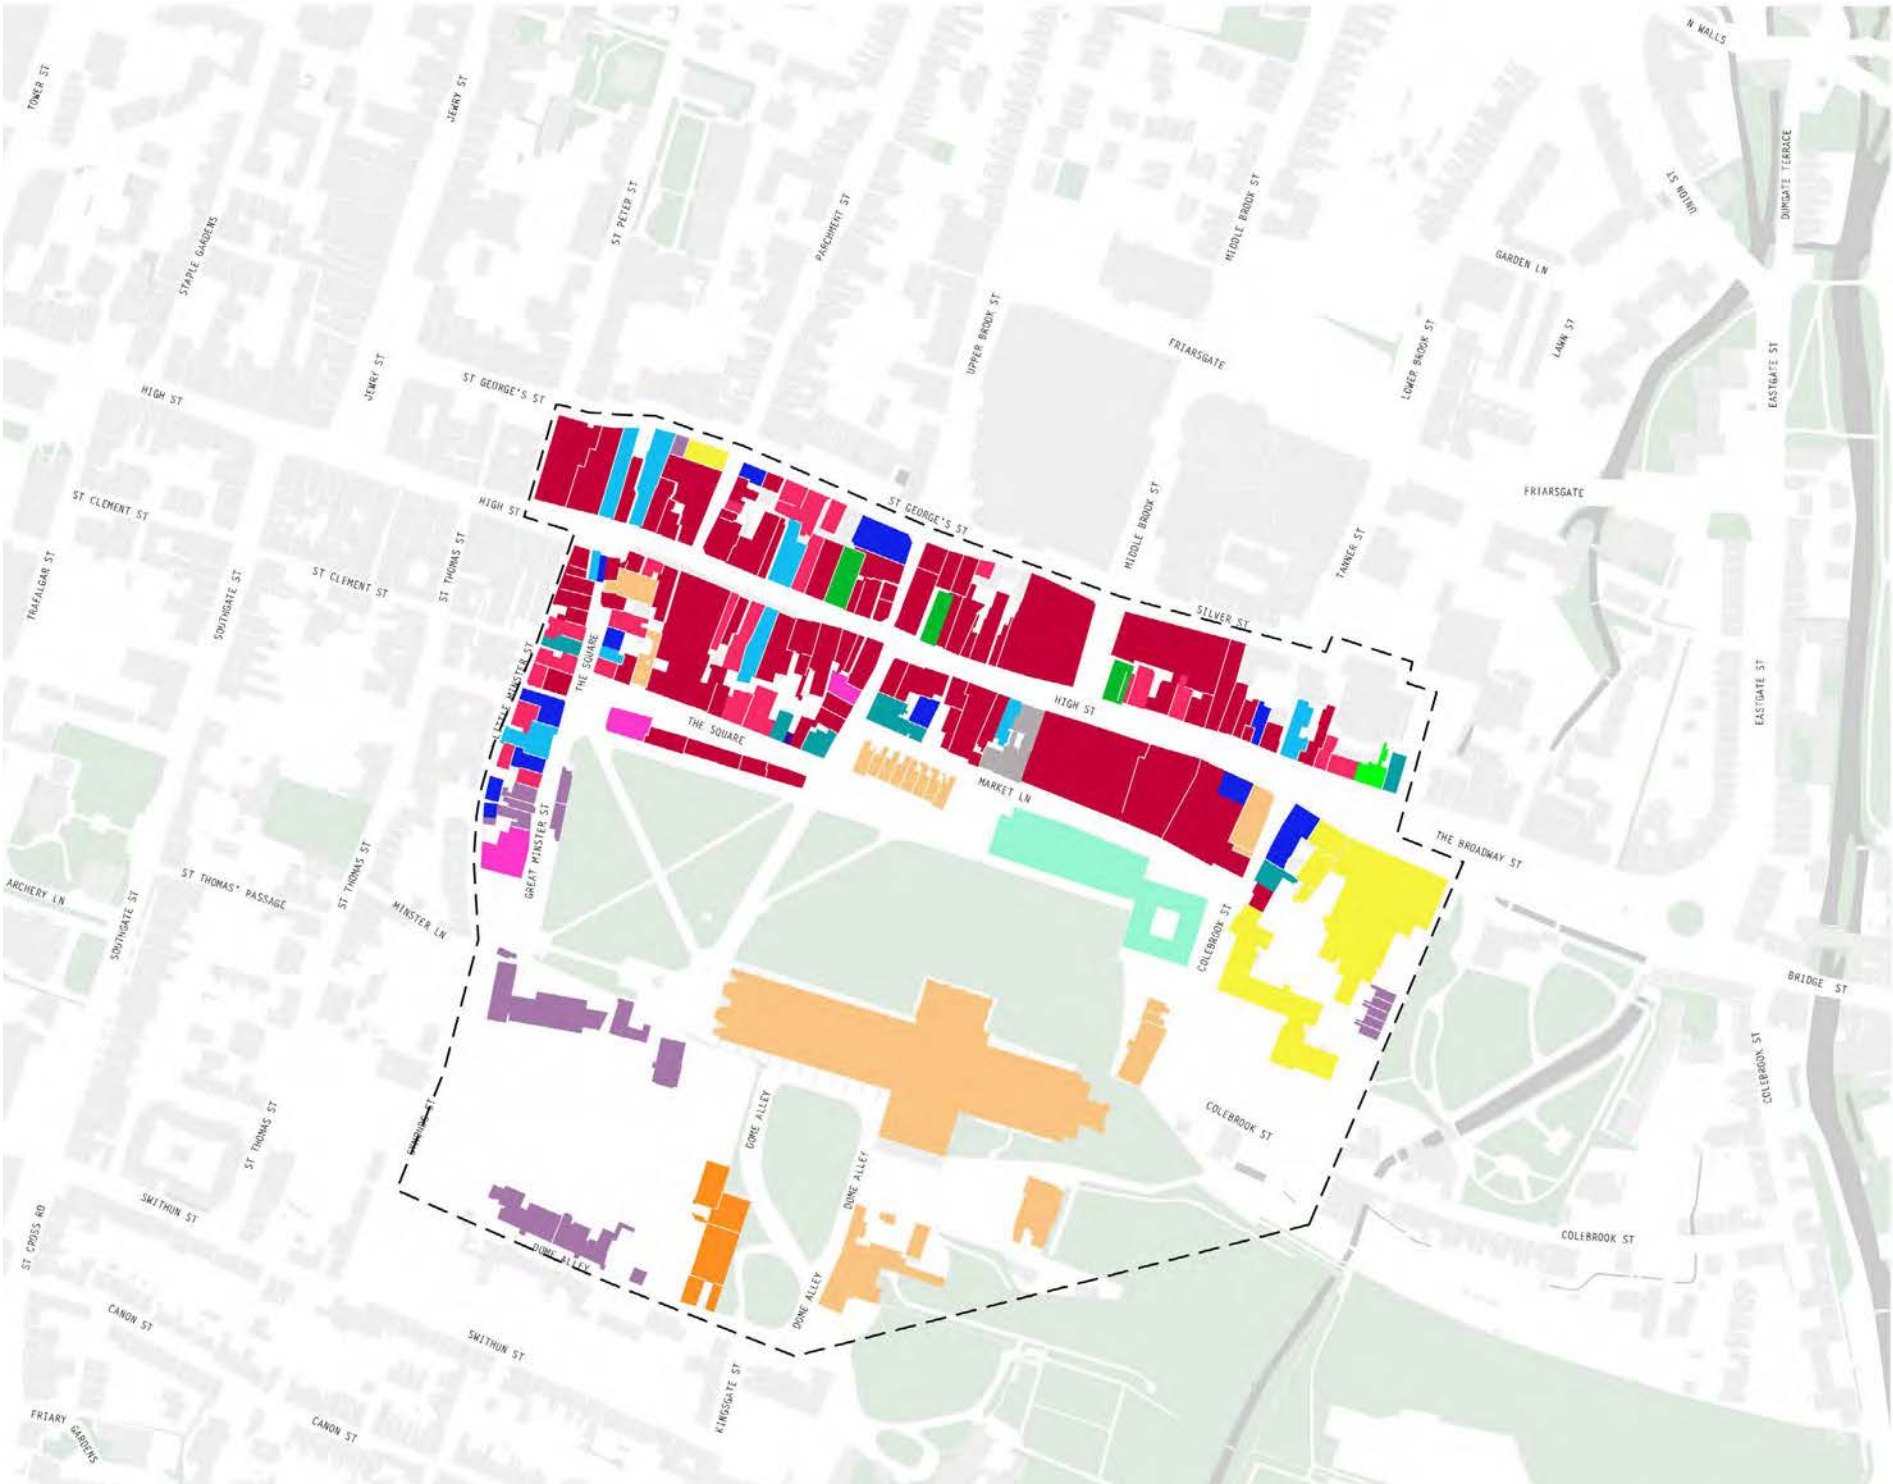 N WALLS
TOWER ST
JEWRY ST
DURGATE TERRACE
UNION ST
ST PETER ST
PARCHMENT ST
MIDDLE BROOK ST
STAPLE GARDENS
GARDEN LN
UPPER BROOK ST
FRIARSGATE
LOWER BROOK ST
LAWN ST
EASTGATE ST
JEWRY ST
ST GEORGE'S ST
HIGH ST
ST CLEMENT ST
HIGH ST
ST GEORGE'S ST
FRIARSGATE
MIDDLE BROOK ST
TANNER ST
TRAFALGAR ST
SOUTHGATE ST
ST CLEMENT ST
ST THOMAS ST
SILVER ST
THE SQUARE
LITTLE MINSTER ST
EASTGATE ST
HIGH ST
THE SQUARE
MARKET LN
THE BROADWAY ST
GREAT MINSTER ST
ST THOMAS' PASSAGE
ST THOMAS ST
ARCHERY LN
SOUTHGATE ST
MINSTER LN
COLEBROOK ST
BRIDGE ST
COLEBROOK ST
DOME ALLEY
COLEBROOK ST
SYMONDS ST
ST THOMAS ST
DOME ALLEY
SWITHUN ST
ST CROSS RD
COLEBROOK ST
DOME ALLEY
DOME ALLEY
CANON ST
SWITHUN ST
KINGSGATE ST
FRIARY
GARDENS
CANON ST